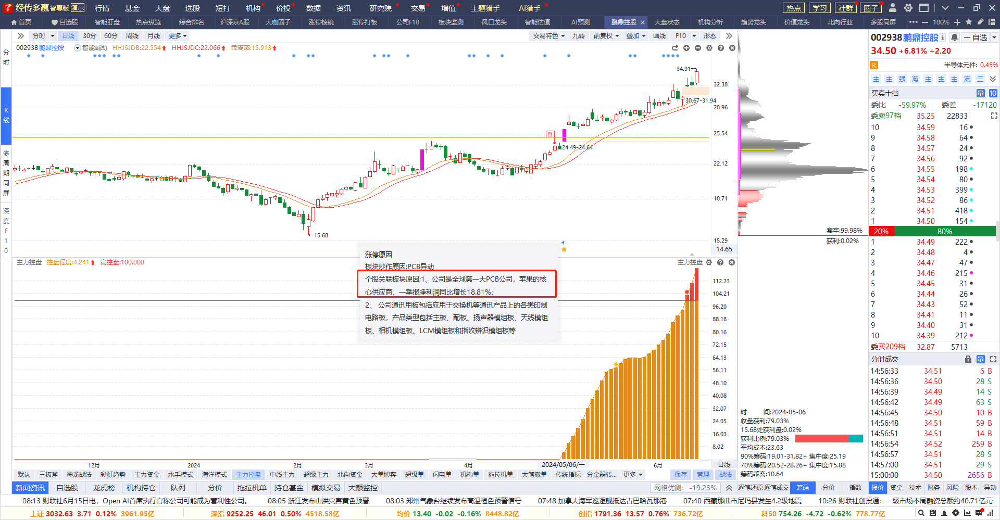 经传多赢 智尊版 演示 行情 基金 大盘 选股 短打 机构 价投 数据 资讯 研究院 交易 增值 主题猎手 AI猎手 热点 学习 社群 圈子
首页 自选股 智能盯盘 热点纵览 综合排名 沪深京A股 大咖圈子 涨停棱镜 涨停打板 公司F10 板块监测 风口龙头 智能估值 AI预测 鹏鼎控股 大盘状态 机构分析 趋势龙头 价值龙头 北向行业 多股同屏 100%
分时 日线 30分 60分 周线 月线 更多 交易特色 九转 前复权 叠加 画线 F10 形态
分时
K线
多周期同屏
深度F10
002938鹏鼎控股 智能辅助 HHJSJDB:22.554 HHJSJDC:22.066 乖离率:15.913
34.91
32.38
30.67-31.94
28.96
25.54
自
24.49-24.64
22.12
18.71
15.68
15.29
14.65
主力控盘 控盘程度:4.241 高控盘:100.000 主力控盘
涨停原因
板块炒作原因:PCB异动
个股关联板块原因:1、公司是全球第一大PCB公司，苹果的核
心供应商，一季报净利润同比增长18.81%；
2、 公司通讯用板包括应用于交换机等通讯产品上的各类印制
电路板，产品类型包括主板、配板、扬声器模组板、天线模组
板、相机模组板、LCM模组板和指纹辨识模组板等
112.23
104.21
96.20
88.18
80.16
72.15
64.13
56.11
48.10
40.08
32.07
24.05
16.03
8.02
12月 2024 2月 3月 4月 2024/05/06/一 6月 日线
默认 三板斧 神龙战法 彩虹趋势 主力资金 水手模式 海洋模式 主力控盘 中线主力 超级主力 北向资金 大单博弈 超级单 闪电单 机构单 拖拉机单 大笔撤单 传统指标 分金弱转... 更多 保存 管理 战法
新闻资讯 自选股 龙虎榜 机构持仓 队列 分价 拖拉机单 持仓基金 模拟交易 大额监控 网格优测: -19.23%
套牢:99.98%
获利:0.02%
时 间:2024-05-06
收盘获利:79.03%
15.68处获利盘:0.02%
获利比例:79.03%
平均成本:23.63
90%筹码:19.01-31.82+ 集中度:25.19
70%筹码:20.52-28.26+ 集中度:15.88
筹码乖离:10.64
逐笔还原 逐笔成交 筹码 分价 指数 报价 资金 技术 财务 风险 股本 异动
002938鹏鼎控股 自选
34.50 +6.81% +2.20
R 半导体元件: 0.45%
主 主 强 海 主 主 主 流 三
买卖十档 量 10
委比 -59.97% 委差 -17120
委卖97档 35.25 22833
10 34.59 16
9 34.58 64
8 34.57 24
7 34.56 92
6 34.55 198
5 34.54 80
4 34.53 399
3 34.52 86
2 34.51 418
1 34.50 154
20% 80%
1 34.49 222
2 34.48 4
3 34.47 47
4 34.46 215
5 34.45 31
6 34.44 26
7 34.43 52
8 34.41 11
9 34.40 31
10 34.39 212
委买209档 32.87 5713
分时成交 量
14:56:33 34.51 6 B
14:56:36 34.50 28 S
14:56:39 34.49 14 S
14:56:42 34.49 63 S
14:56:45 34.50 10 B
14:56:48 34.51 59 B
14:56:51 34.51 14 B
14:56:54 34.52 259 B
14:56:57 34.51 28 S
14:57:00 34.51 29 S
15:00:00 34.50 2656 B
08:13 财联社6月15日电，Open AI首席执行官称公司可能成为营利性公司。 08:05 浙江发布山洪灾害黄色预警 08:03 郑州气象台继续发布高温橙色预警信号 07:48 加拿大海军巡逻舰抵达古巴哈瓦那港 07:40 西藏那曲市尼玛县发生4.2级地震 10:26 财联社创投通：一级市场本周融资总额约40.71亿元
上证 3032.63 3.71 0.12% 3961.95亿 深指 9252.25 46.01 0.50% 4518.58亿 均价 13.40 -0.02 -0.16% 8448.82亿 创指 1791.36 13.57 0.76% 736.72亿 科50 754.26 -4.72 -0.62% 778.77亿